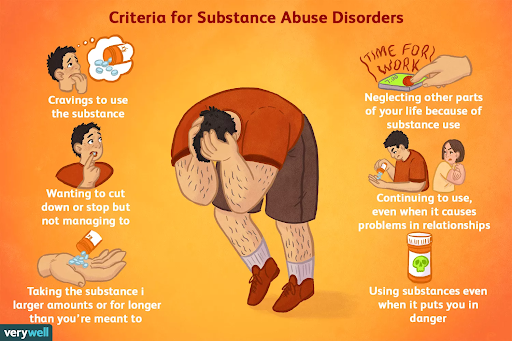 Criteria for Substance Abuse Disorders
Cravings to use
the substance
Wanting to cut
down or stop but
not managing to
Taking the substance i
larger amounts or for longer
than you're meant to
TIME FOR
WORK
Neglecting other parts
of your life because of
substance use
Continuing to use,
even when it causes
problems in relationships
Using substances even
when it puts you in
danger
verywell